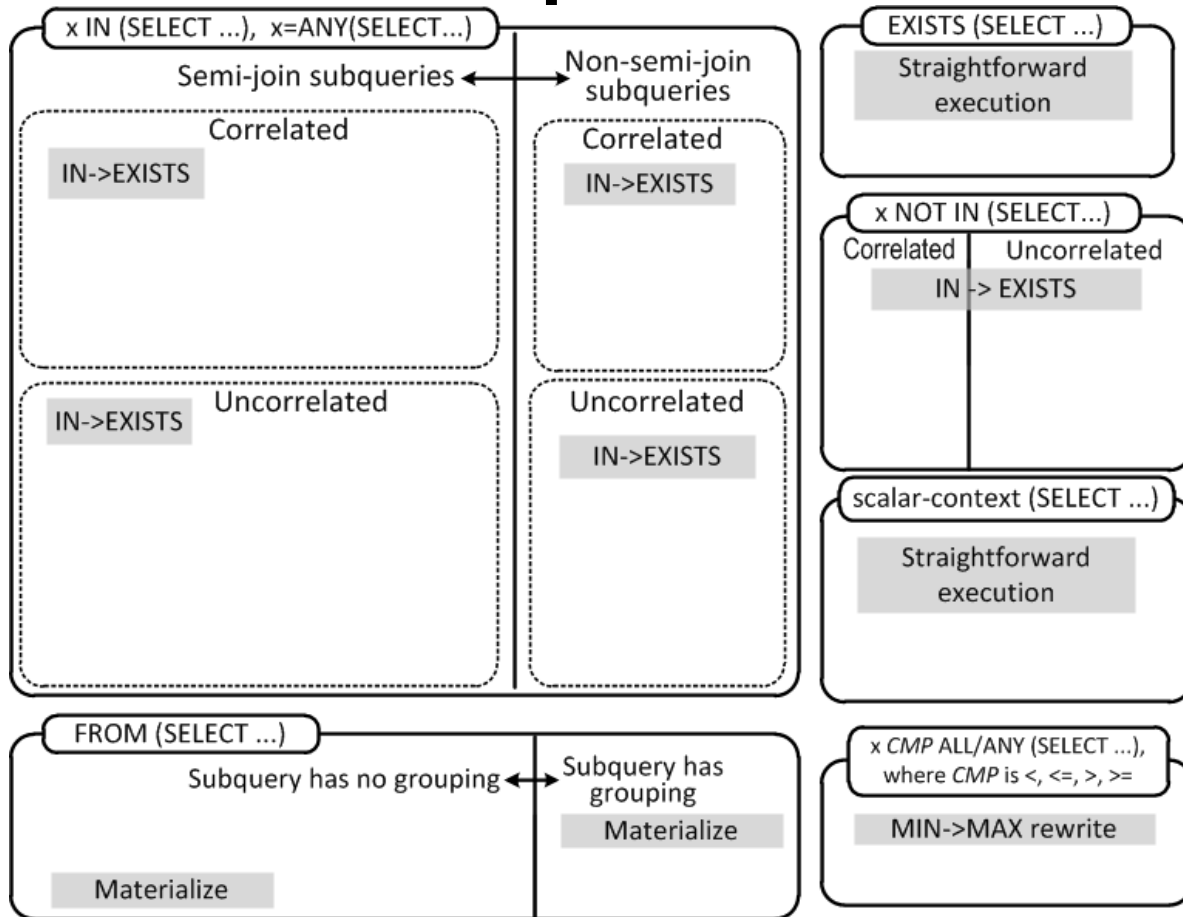 x IN (SELECT ...), x=ANY(SELECT...)
Semi-join subqueries
Non-semi-join
subqueries
Correlated
IN->EXISTS
Correlated
IN->EXISTS
Uncorrelated
IN->EXISTS
Uncorrelated
IN->EXISTS
EXISTS (SELECT ...)
Straightforward
execution
x NOT IN (SELECT...)
Correlated
Uncorrelated
IN -> EXISTS
scalar-context (SELECT ...)
Straightforward
execution
FROM (SELECT ...)
Subquery has no grouping
Subquery has
grouping
Materialize
Materialize
x CMP ALL/ANY (SELECT ...),
where CMP is <, <=, >, >=
MIN->MAX rewrite